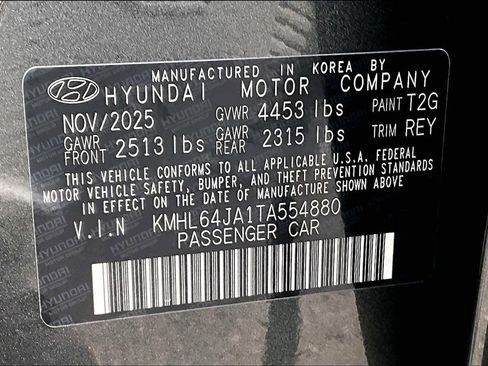 MANUFACTURED IN KOREA BY
HYUNDAI MOTOR COMPANY
NOV/2025 GVWR 4453 lbs PAINT T2G
GAWR FRONT 2513 lbs GAWR REAR 2315 lbs TRIM REY
THIS VEHICLE CONFORMS TO ALL APPLICABLE U.S.A. FEDERAL
MOTOR VEHICLE SAFETY, BUMPER, AND THEFT PREVENTION STANDARDS
IN EFFECT ON THE DATE OF MANUFACTURE SHOWN ABOVE.
V.I.N KMHL64JA1TA554880
PASSENGER CAR